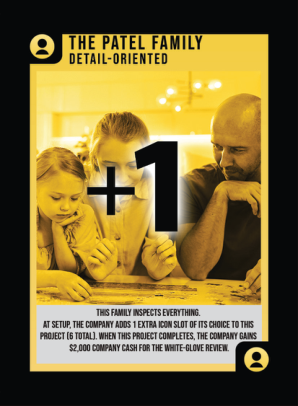 THE PATEL FAMILY
DETAIL-ORIENTED
+1
THIS FAMILY INSPECTS EVERYTHING.
AT SETUP, THE COMPANY ADDS 1 EXTRA ICON SLOT OF ITS CHOICE TO THIS
PROJECT (6 TOTAL). WHEN THIS PROJECT COMPLETES, THE COMPANY GAINS
$2,000 COMPANY CASH FOR THE WHITE-GLOVE REVIEW.